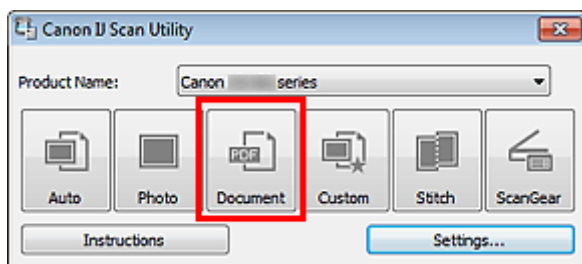 Canon IJ Scan Utility
Product Name: Canon series
PDF
Auto Photo Document Custom Stitch ScanGear
Instructions Settings...